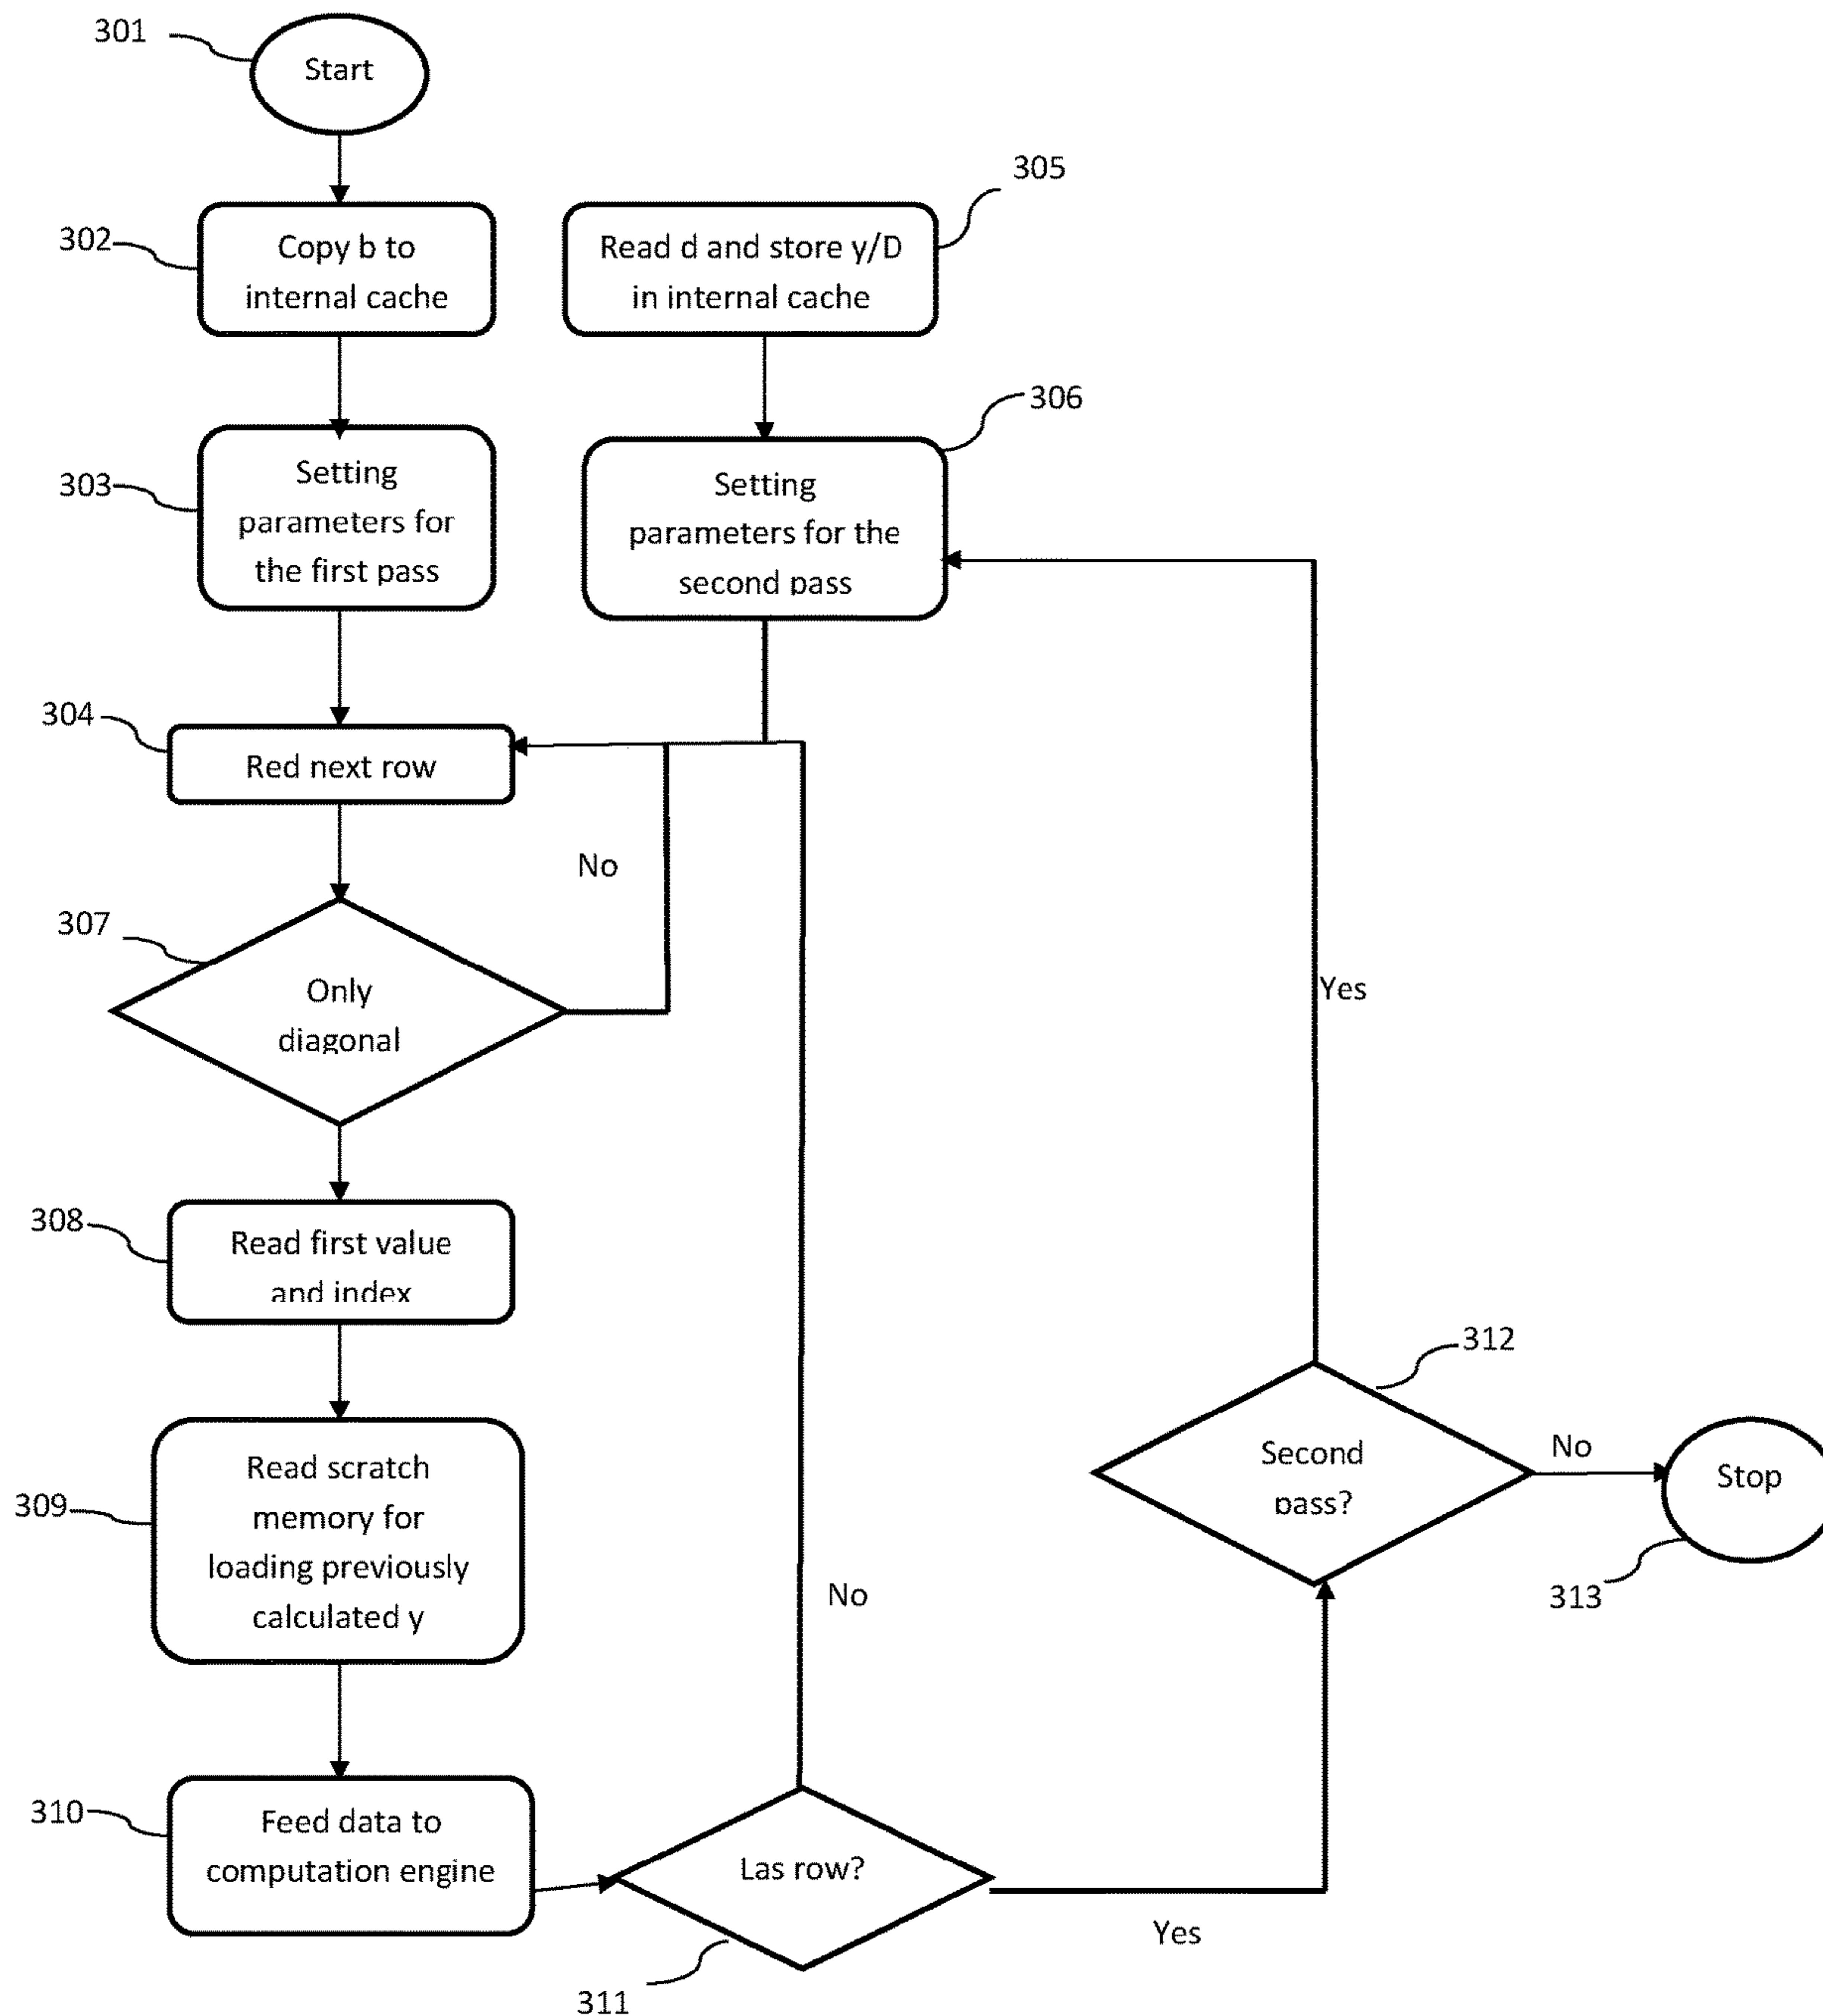 301
Start
305
302
Copy b to
internal cache
Read d and store y/D
in internal cache
306
303
Setting
parameters for
the first pass
Setting
parameters for the
second pass
304
Red next row
No
307
Only
diagonal
Yes
308
Read first value
and index
312
Second
pass?
No
Stop
313
309
Read scratch
memory for
loading previously
calculated y
No
310
Feed data to
computation engine
Las row?
Yes
311